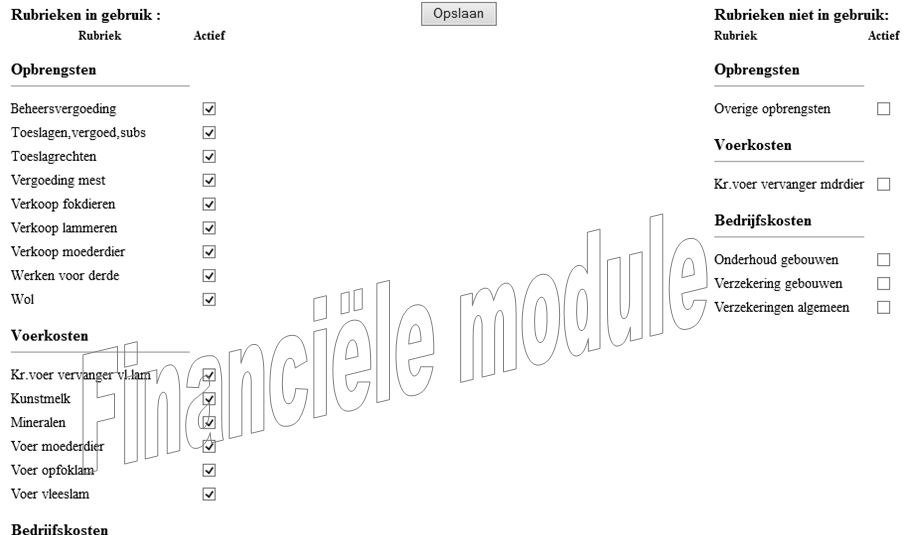 Rubrieken in gebruik :
Rubriek Actief
Opbrengsten
Beheersvergoeding
Toeslagen,vergoed,subs
Toeslagrechten
Vergoeding mest
Verkoop fokdieren
Verkoop lammeren
Verkoop moederdier
Werken voor derde
Wol
Voerkosten
Kr.voer vervanger vl.lam
Kunstmelk
Mineralen
Voer moederdier
Voer opfoklam
Voer vleeslam
Bedrijfskosten
Opslaan
Financiële module
Rubrieken niet in gebruik:
Rubriek Actief
Opbrengsten
Overige opbrengsten
Voerkosten
Kr.voer vervanger mdrdier
Bedrijfskosten
Onderhoud gebouwen
Verzekering gebouwen
Verzekeringen algemeen